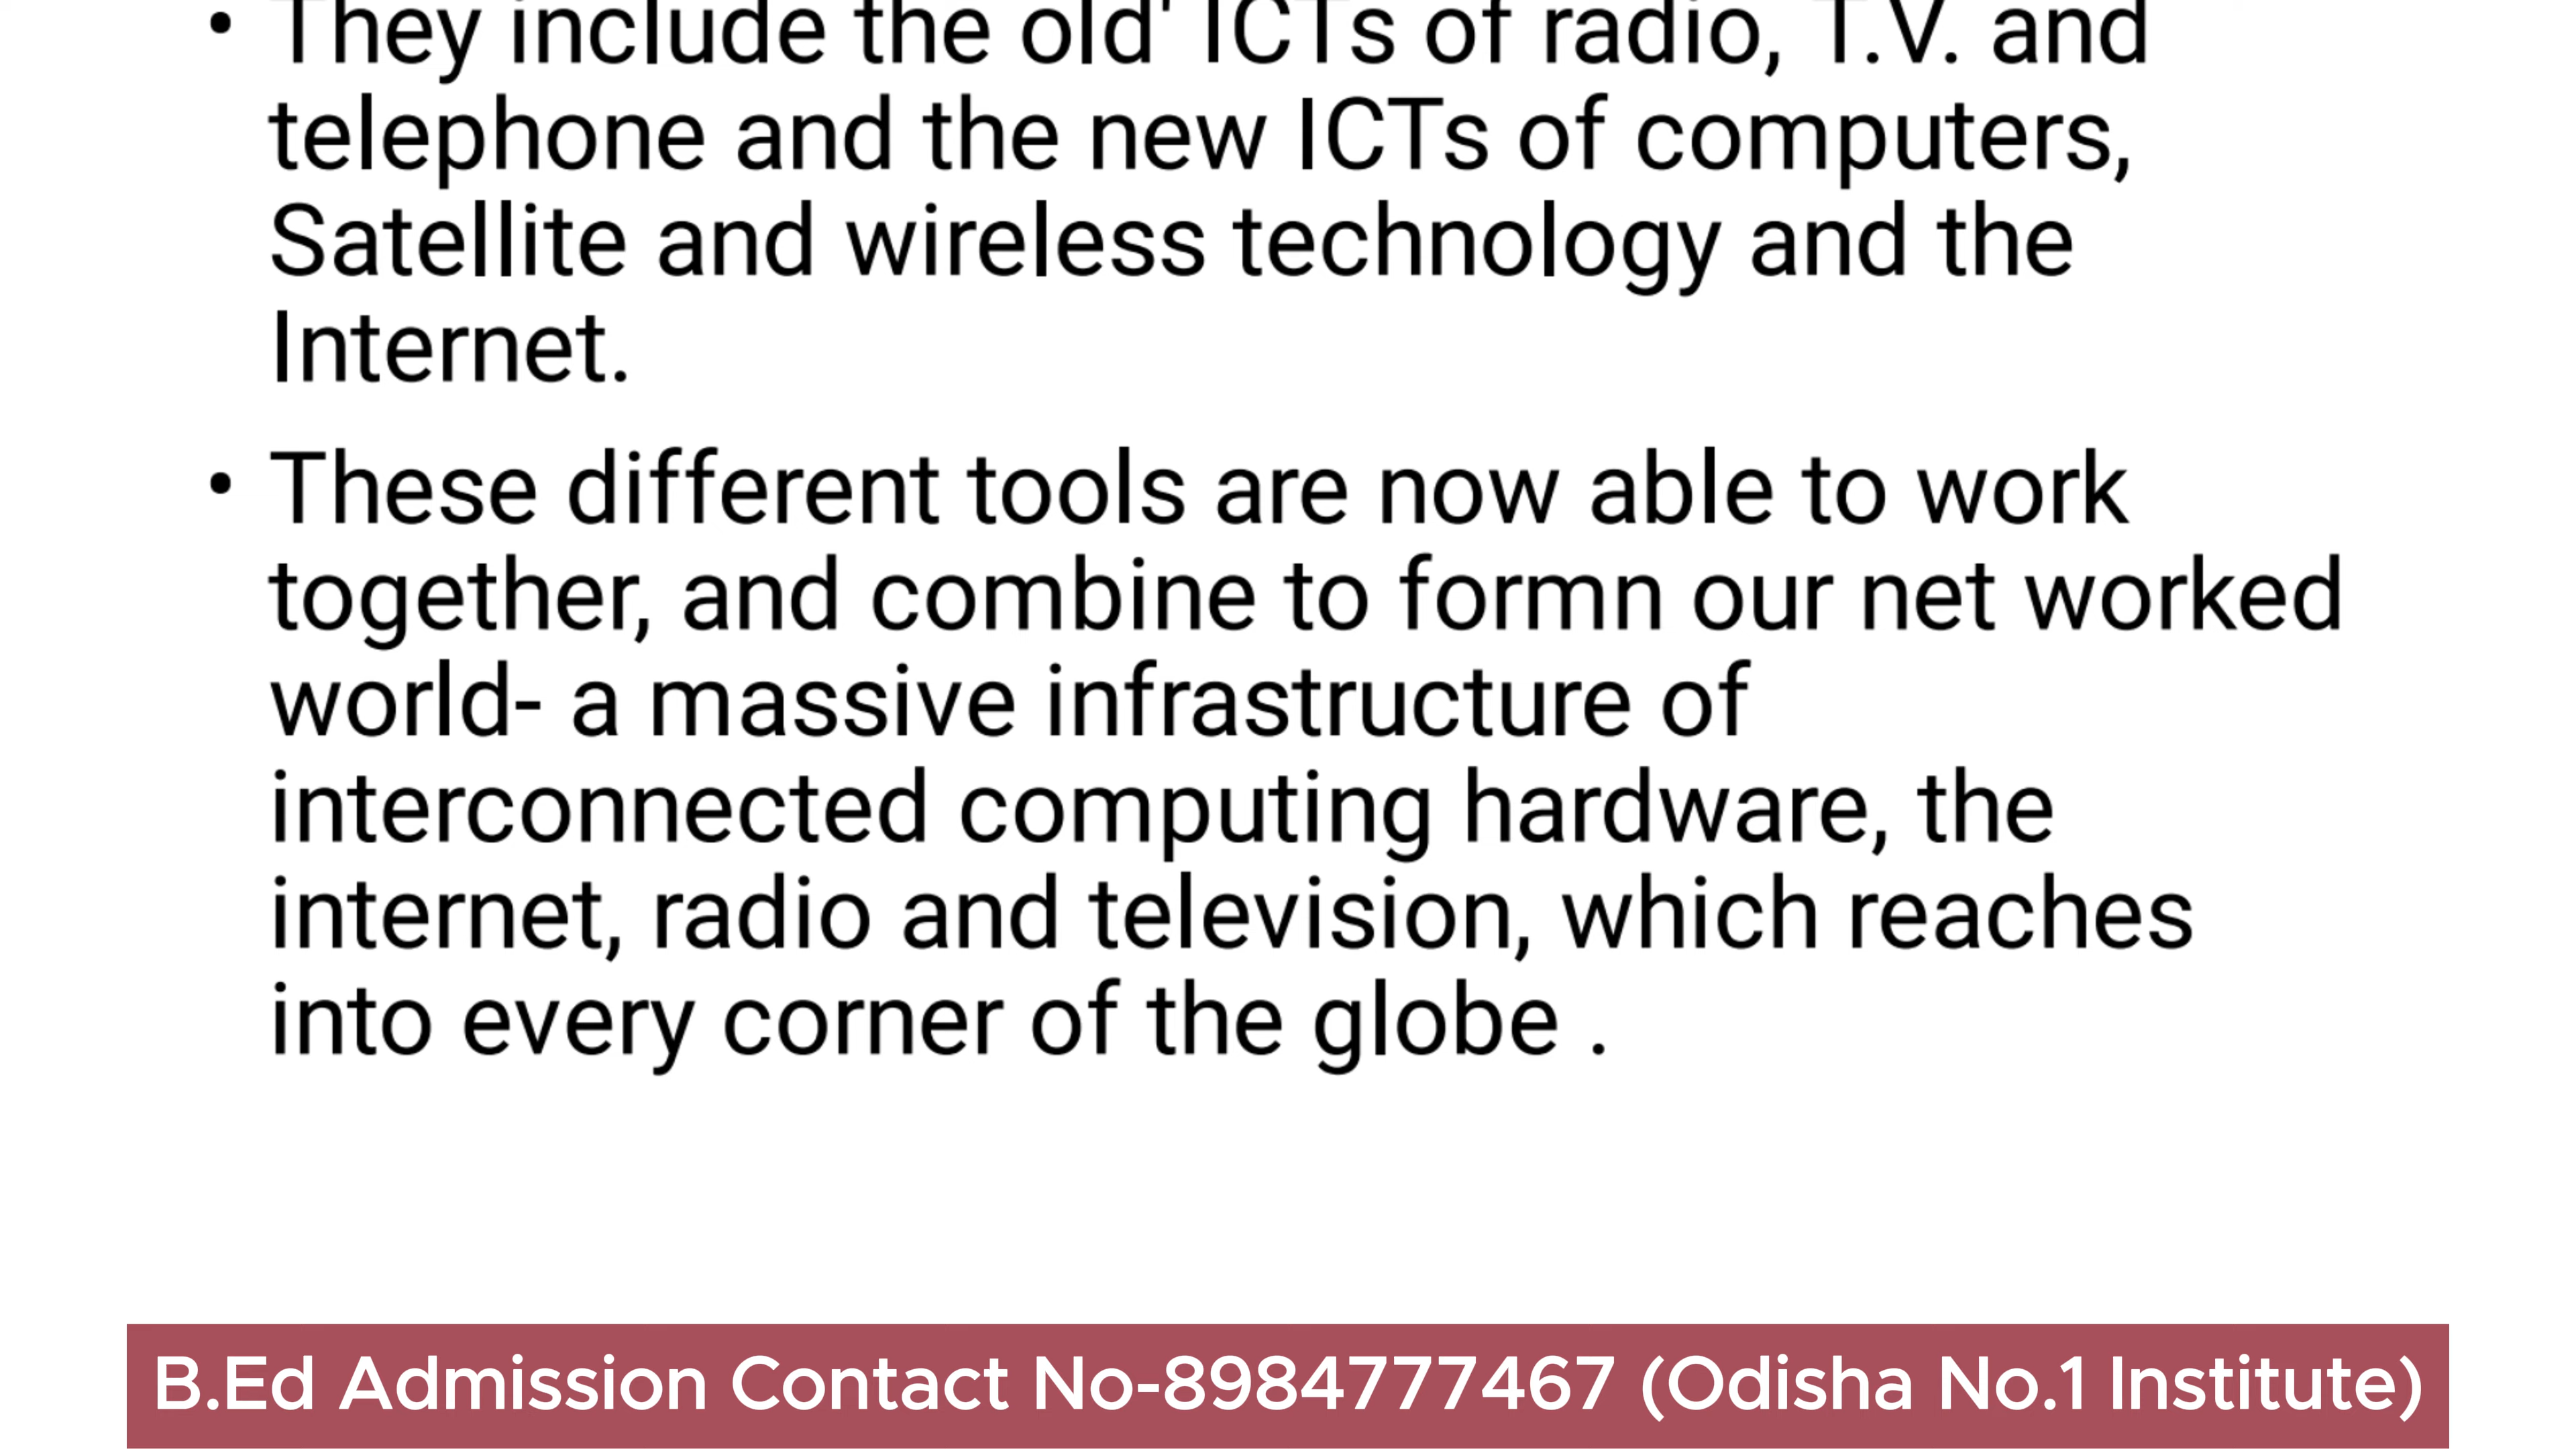 • They include the old' ICTs of radio, T.V. and
telephone and the new ICTs of computers,
Satellite and wireless technology and the
Internet.
• These different tools are now able to work
together, and combine to formn our net worked
world- a massive infrastructure of
interconnected computing hardware, the
internet, radio and television, which reaches
into every corner of the globe .
B.Ed Admission Contact No-8984777467 (Odisha No.1 Institute)